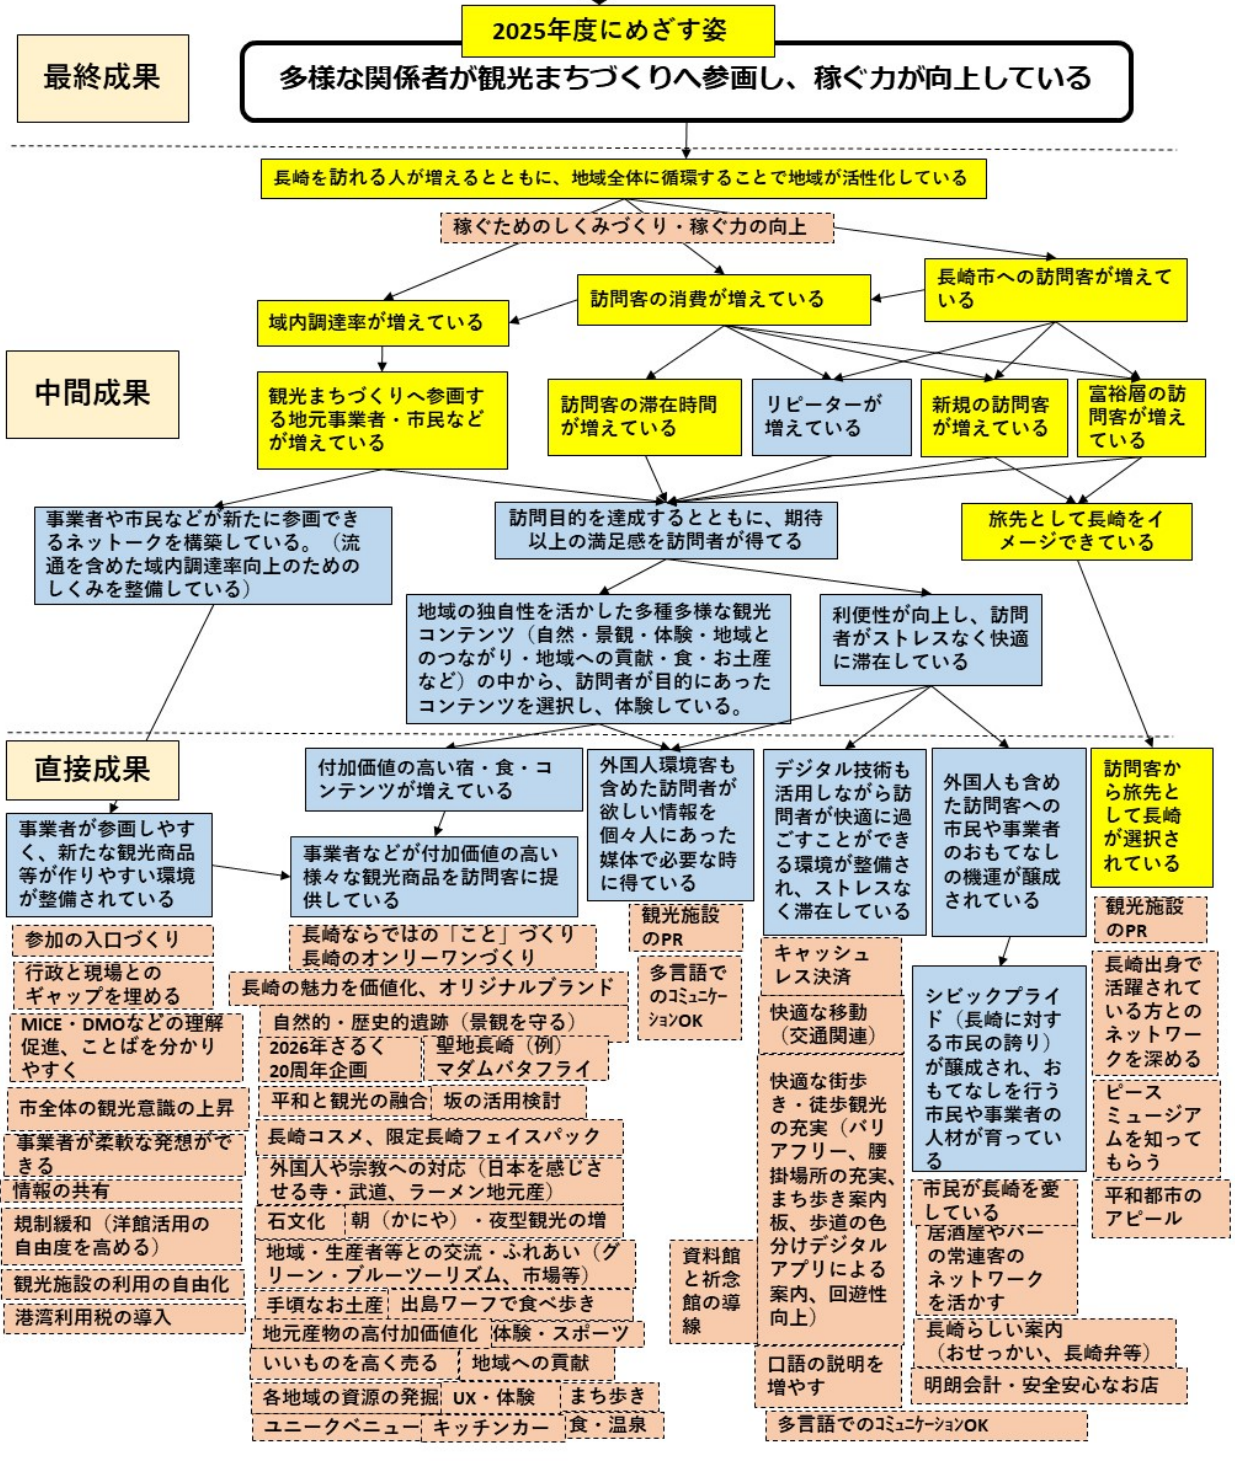 2025年度にめざす姿
最終成果
多様な関係者が観光まちづくりへ参画し、稼ぐ力が向上している
長崎を訪れる人が増えるとともに、地域全体に循環することで地域が活性化している
稼ぐためのしくみづくり・稼ぐ力の向上
長崎市への訪問客が増えて
いる
訪問客の消費が増えている
域内調達率が増えている
中間成果
観光まちづくりへ参画す
る地元事業者・市民など
が増えている
訪問客の滞在時間
が増えている
リピーターが
増えている
新規の訪問客
が増えている
富裕層の訪
問客が増え
ている
事業者や市民などが新たに参画でき
るネットークを構築している。（流
通を含めた域内調達率向上のための
しくみを整備している）
訪問目的を達成するとともに、期待
以上の満足感を訪問者が得てる
旅先として長崎をイ
メージできている
地域の独自性を活かした多種多様な観光
コンテンツ（自然・景観・体験・地域と
のつながり・地域への貢献・食・お土産
など）の中から、訪問者が目的にあった
コンテンツを選択し、体験している。
利便性が向上し、訪問
者がストレスなく快適
に滞在している
直接成果
事業者が参画しやす
く、新たな観光商品
等が作りやすい環境
が整備されている
付加価値の高い宿・食・コ
ンテンツが増えている
事業者などが付加価値の高い
様々な観光商品を訪問客に提
供している
外国人環境客も
含めた訪問者が
欲しい情報を
個々人にあった
媒体で必要な時
に得ている
デジタル技術も
活用しながら訪
問者が快適に過
ごすことができ
る環境が整備さ
れ、ストレスな
く滞在している
外国人も含め
た訪問客への
市民や事業者
のおもてなし
の機運が醸成
されている
訪問客か
ら旅先と
して長崎
が選択さ
れている
参加の入口づくり
行政と現場との
ギャップを埋める
MICE・DMOなどの理解
促進、ことばを分かり
やすく
市全体の観光意識の上昇
事業者が柔軟な発想がで
きる
情報の共有
規制緩和（洋館活用の
自由度を高める）
観光施設の利用の自由化
港湾利用税の導入
長崎ならではの「こと」づくり
長崎のオンリーワンづくり
長崎の魅力を価値化、オリジナルブランド
自然的・歴史的遺跡（景観を守る）
2026年さるく
20周年企画
聖地長崎（例）
マダムバタフライ
平和と観光の融合
坂の活用検討
長崎コスメ、限定長崎フェイスパック
外国人や宗教への対応（日本を感じさ
せる寺・武道、ラーメン地元産）
石文化
朝（かにや）・夜型観光の増
地域・生産者等との交流・ふれあい（グ
リーン・ブルーツーリズム、市場等）
手頃なお土産
出島ワーフで食べ歩き
地元産物の高付加価値化
体験・スポーツ
いいものを高く売る
地域への貢献
各地域の資源の発掘
UX・体験
まち歩き
ユニークベニュー
キッチンカー
食・温泉
観光施設
のPR
多言語で
のｺﾐｭﾆｹｰ
ｼｮﾝOK
資料館
と祈念
館の導
線
キャッシュ
レス決済
快適な移動
（交通関連）
快適な街歩
き・徒歩観光
の充実（バリ
アフリー、腰
掛場所の充実、
まち歩き案内
板、歩道の色
分けデジタル
アプリによる
案内、回遊性
向上）
口語の説明を
増やす
多言語でのｺﾐｭﾆｹｰｼｮﾝOK
シビックプライ
ド（長崎に対す
る市民の誇り）
が醸成され、お
もてなしを行う
市民や事業者の
人材が育ってい
る
市民が長崎を愛
している
居酒屋やバー
の常連客の
ネットワーク
を活かす
長崎らしい案内
（おせっかい、長崎弁等）
明朗会計・安全安心なお店
観光施設
のPR
長崎出身で
活躍されて
いる方との
ネットワー
クを深める
ピース
ミュージア
ムを知って
もらう
平和都市の
アピール